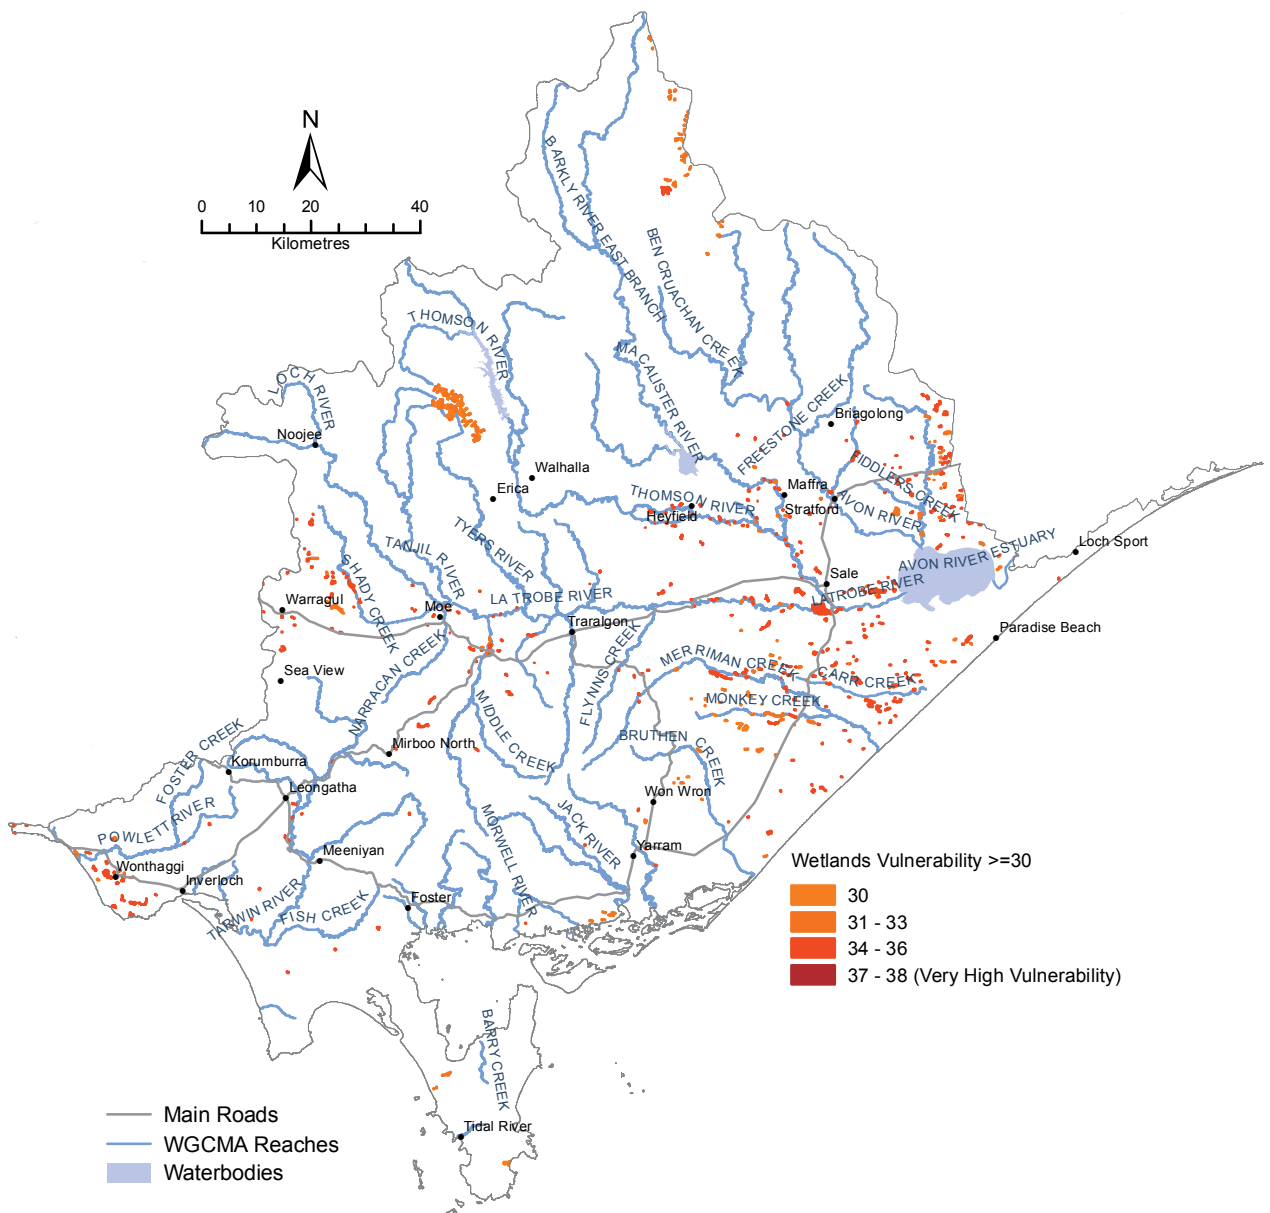 N
0 10 20 40
Kilometres
BARKLY RIVER EAST BRANCH
BEN CRUACHAN CREEK
THOMSON RIVER
MACALISTER RIVER
LOCH RIVER
Noojee
FREESTONE CREEK
Briagolong
Walhalla
Erica
FIDDLERS CREEK
Maffra
Stratford
AVON RIVER
THOMSON RIVER
Heyfield
TYERS RIVER
TANJIL RIVER
SHADY CREEK
Loch Sport
AVON RIVER ESTUARY
Sale
LATROBE RIVER
Warragul
Moe
LA TROBE RIVER
Traralgon
Paradise Beach
Sea View
NARRACAN CREEK
FLYNNS CREEK
MERRIMAN CREEK
CARR CREEK
MONKEY CREEK
MIDDLE CREEK
BRUTHEN CREEK
Mirboo North
FOSTER CREEK
Korumburra
Leongatha
Won Wron
POWLETT RIVER
MORWELL RIVER
JACK RIVER
Yarram
Meeniyan
Wonthaggi
Inverloch
TARWIN RIVER
FISH CREEK
Foster
Wetlands Vulnerability >=30
30
31 - 33
34 - 36
37 - 38 (Very High Vulnerability)
BARRY CREEK
Tidal River
Main Roads
WGCMA Reaches
Waterbodies